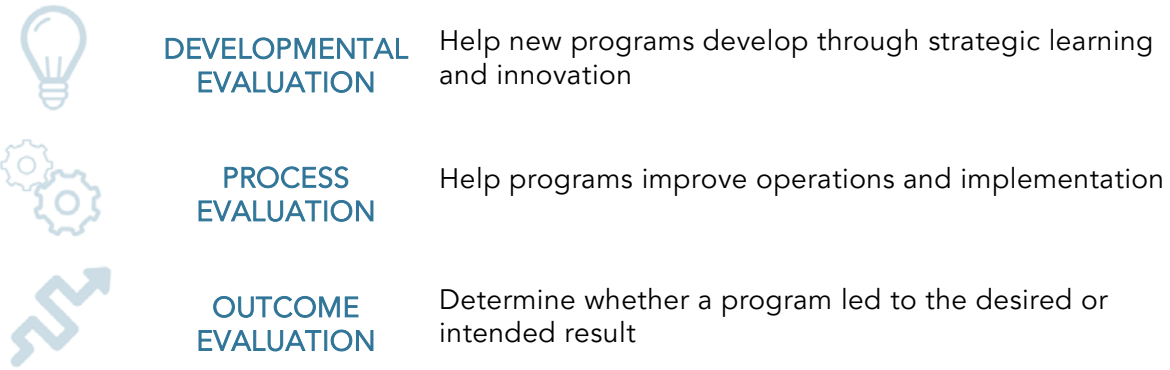 DEVELOPMENTAL
EVALUATION
Help new programs develop through strategic learning
and innovation
PROCESS
EVALUATION
Help programs improve operations and implementation
OUTCOME
EVALUATION
Determine whether a program led to the desired or
intended result